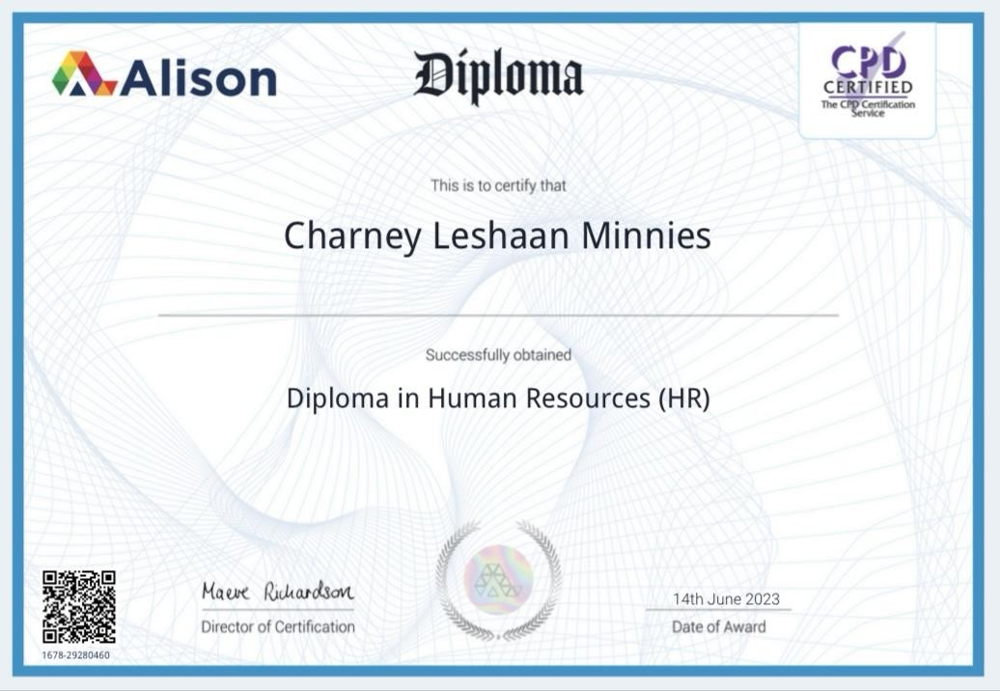 Alison
Diploma
CPD
CERTIFIED
The CPD Certification
Service
This is to certify that
Charney Leshaan Minnies
Successfully obtained
Diploma in Human Resources (HR)
Maeve Richardson
Director of Certification
14th June 2023
Date of Award
1678-29280460